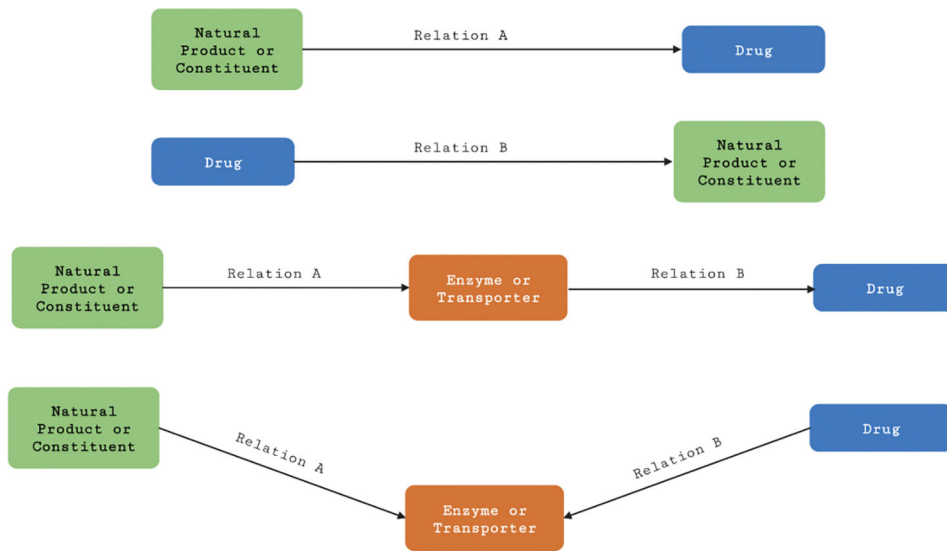 Natural
Product or
Constituent
Relation A
Drug
Drug
Relation B
Natural
Product or
Constituent
Natural
Product or
Constituent
Relation A
Enzyme or
Transporter
Relation B
Drug
Natural
Product or
Constituent
Relation A
Enzyme or
Transporter
Relation B
Drug